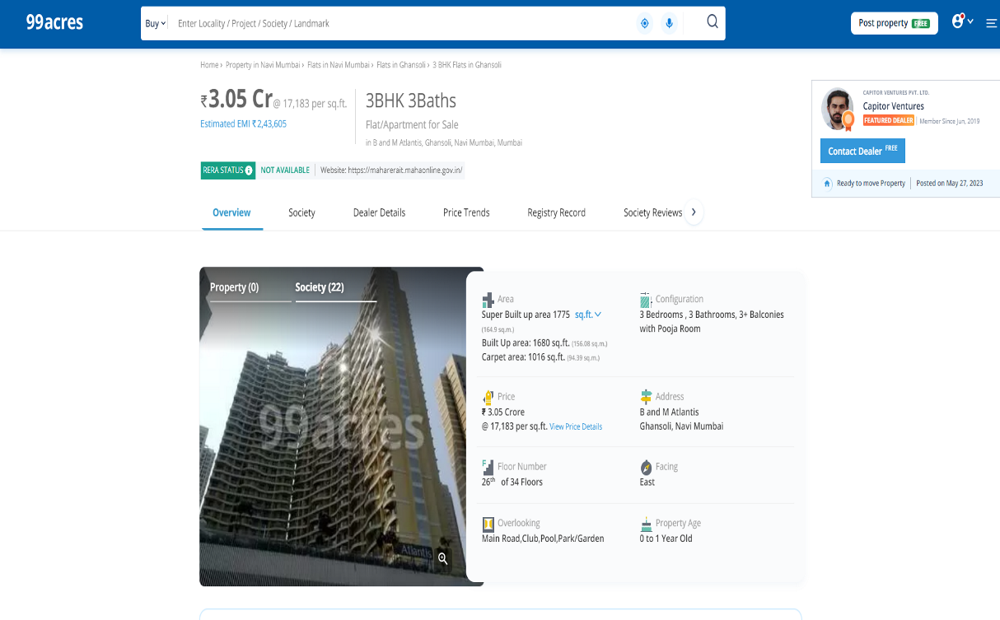 99acres
Buy
Enter Locality / Project / Society / Landmark
Post property FREE
Home › Property in Navi Mumbai › Flats in Navi Mumbai › Flats in Ghansoli › 3 BHK Flats in Ghansoli
₹3.05 Cr @ 17,183 per sq.ft.
Estimated EMI ₹ 2,43,605
3BHK 3Baths
Flat/Apartment for Sale
in B and M Atlantis, Ghansoli, Navi Mumbai, Mumbai
CAPITOR VENTURES PVT. LTD.
Capitor Ventures
FEATURED DEALER Member Since Jun, 2019
Contact Dealer FREE
Ready to move Property Posted on May 27, 2023
RERA STATUS NOT AVAILABLE Website: https://maharerait.mahaonline.gov.in/
Overview Society Dealer Details Price Trends Registry Record Society Reviews
Property (0) Society (22)
99acres
Atlantis
Area
Super Built up area 1775 sq.ft.
(164.9 sq.m.)
Built Up area: 1680 sq.ft. (156.08 sq.m.)
Carpet area: 1016 sq.ft. (94.39 sq.m.)
Configuration
3 Bedrooms , 3 Bathrooms, 3+ Balconies
with Pooja Room
Price
₹ 3.05 Crore
@ 17,183 per sq.ft. View Price Details
Address
B and M Atlantis
Ghansoli, Navi Mumbai
Floor Number
26th of 34 Floors
Facing
East
Overlooking
Main Road,Club,Pool,Park/Garden
Property Age
0 to 1 Year Old